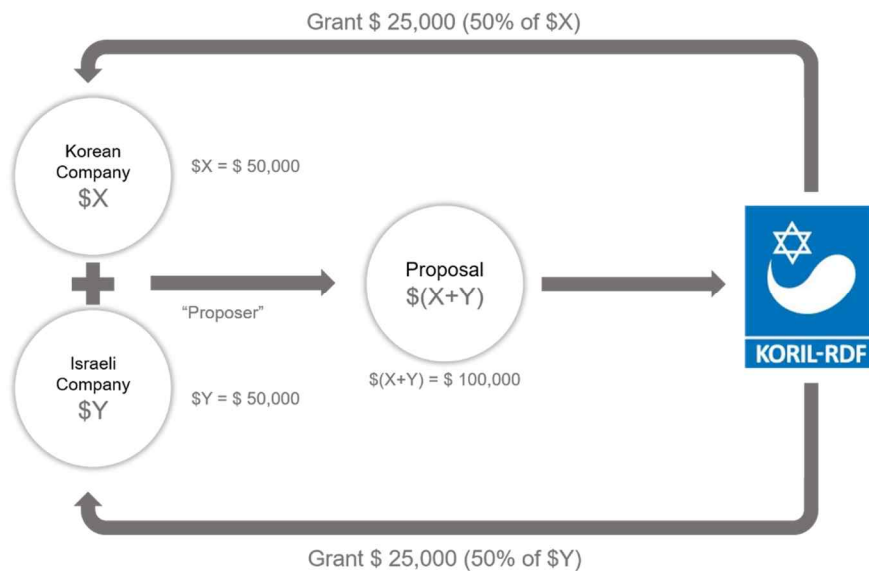 Grant $ 25,000 (50% of $X)
Korean
Company
$X
$X = $ 50,000
Proposal
$(X+Y)
"Proposer"
KORIL-RDF
Israeli
Company
$Y
$Y = $ 50,000
$(X+Y) = $ 100,000
Grant $ 25,000 (50% of $Y)